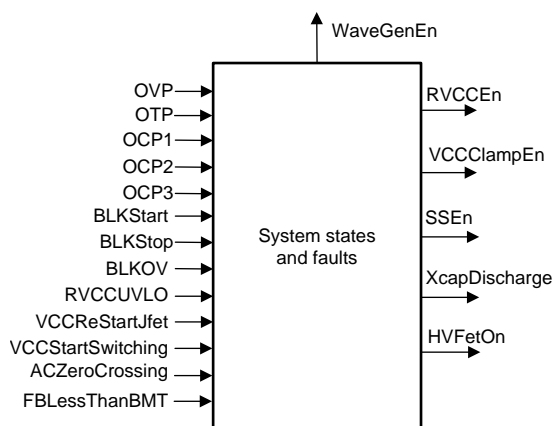 WaveGenEn
OVP
OTP
OCP1
OCP2
OCP3
BLKStart
BLKStop
BLKOV
RVCCUVLO
VCCReStartJfet
VCCStartSwitching
ACZeroCrossing
FBLessThanBMT
System states
and faults
RVCCEn
VCCClampEn
SSEn
XcapDischarge
HVFetOn